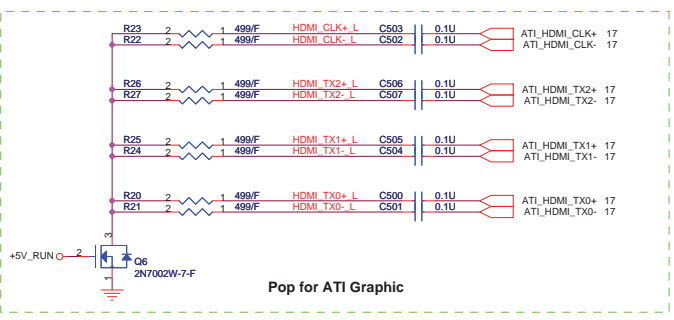 R23 2 1 499/F HDMI_CLK+_L C503 0.1U ATI_HDMI_CLK+ 17
R22 2 1 499/F HDMI_CLK-_L C502 0.1U ATI_HDMI_CLK- 17
R26 2 1 499/F HDMI_TX2+_L C506 0.1U ATI_HDMI_TX2+ 17
R27 2 1 499/F HDMI_TX2-_L C507 0.1U ATI_HDMI_TX2- 17
R25 2 1 499/F HDMI_TX1+_L C505 0.1U ATI_HDMI_TX1+ 17
R24 2 1 499/F HDMI_TX1-_L C504 0.1U ATI_HDMI_TX1- 17
R20 2 1 499/F HDMI_TX0+_L C500 0.1U ATI_HDMI_TX0+ 17
R21 2 1 499/F HDMI_TX0-_L C501 0.1U ATI_HDMI_TX0- 17
3
+5V_RUN 2 Q6
2N7002W-7-F
1
Pop for ATI Graphic